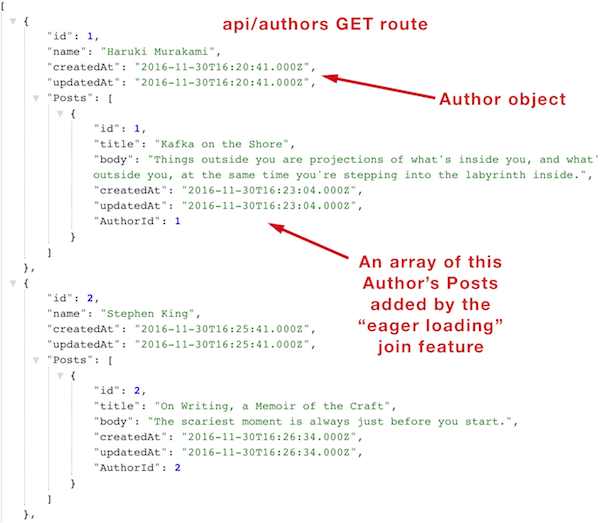 [
{
api/authors GET route
"id": 1,
"name": "Haruki Murakami",
"createdAt": "2016-11-30T16:20:41.000Z",
"updatedAt": "2016-11-30T16:20:41.000Z",
Author object
"Posts": [
{
"id": 1,
"title": "Kafka on the Shore",
"body": "Things outside you are projections of what's inside you, and what'
outside you, at the same time you're stepping into the labyrinth inside.",
"createdAt": "2016-11-30T16:23:04.000Z",
"updatedAt": "2016-11-30T16:23:04.000Z",
"AuthorId": 1
}
]
},
An array of this
Author's Posts
added by the
“eager loading”
join feature
{
"id": 2,
"name": "Stephen King",
"createdAt": "2016-11-30T16:25:41.000Z",
"updatedAt": "2016-11-30T16:25:41.000Z",
"Posts": [
{
"id": 2,
"title": "On Writing, a Memoir of the Craft",
"body": "The scariest moment is always just before you start.",
"createdAt": "2016-11-30T16:26:34.000Z",
"updatedAt": "2016-11-30T16:26:34.000Z",
"AuthorId": 2
}
]
},